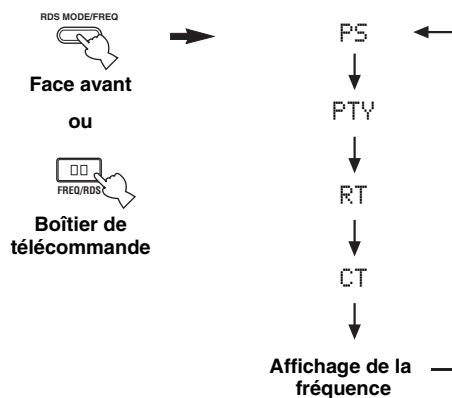 RDS MODE/FREQ
Face avant
ou
FREQ/RDS
Boîtier de
télécommande
PS
PTY
RT
CT
Affichage de la
fréquence